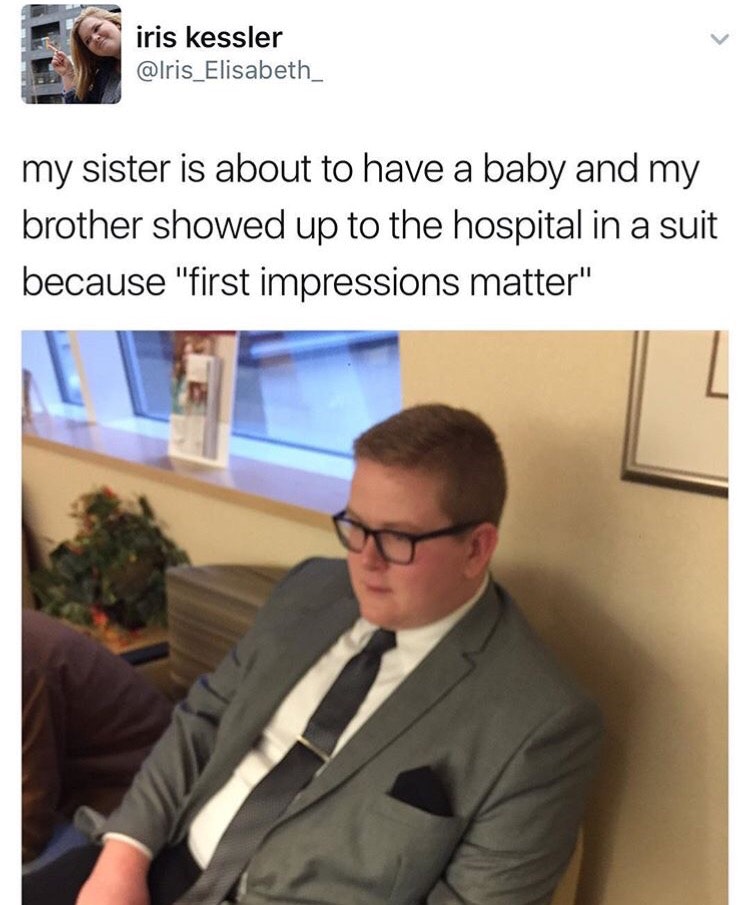 iris kessler
@Iris_Elisabeth_
my sister is about to have a baby and my
brother showed up to the hospital in a suit
because "first impressions matter"